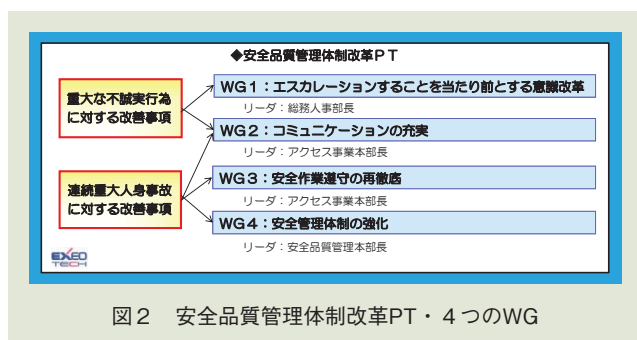 ◆安全品質管理体制改革PT
重大な不誠実行為
に対する改善事項
連続重大人身事故
に対する改善事項
WG1：エスカレーションすることを当たり前とする意識改革
リーダ：総務人事部長
WG2：コミュニケーションの充実
リーダ：アクセス事業本部長
WG3：安全作業遵守の再徹底
リーダ：アクセス事業本部長
WG4：安全管理体制の強化
リーダ：安全品質管理本部長
EXEO
TECH
図２　安全品質管理体制改革PT・４つのWG